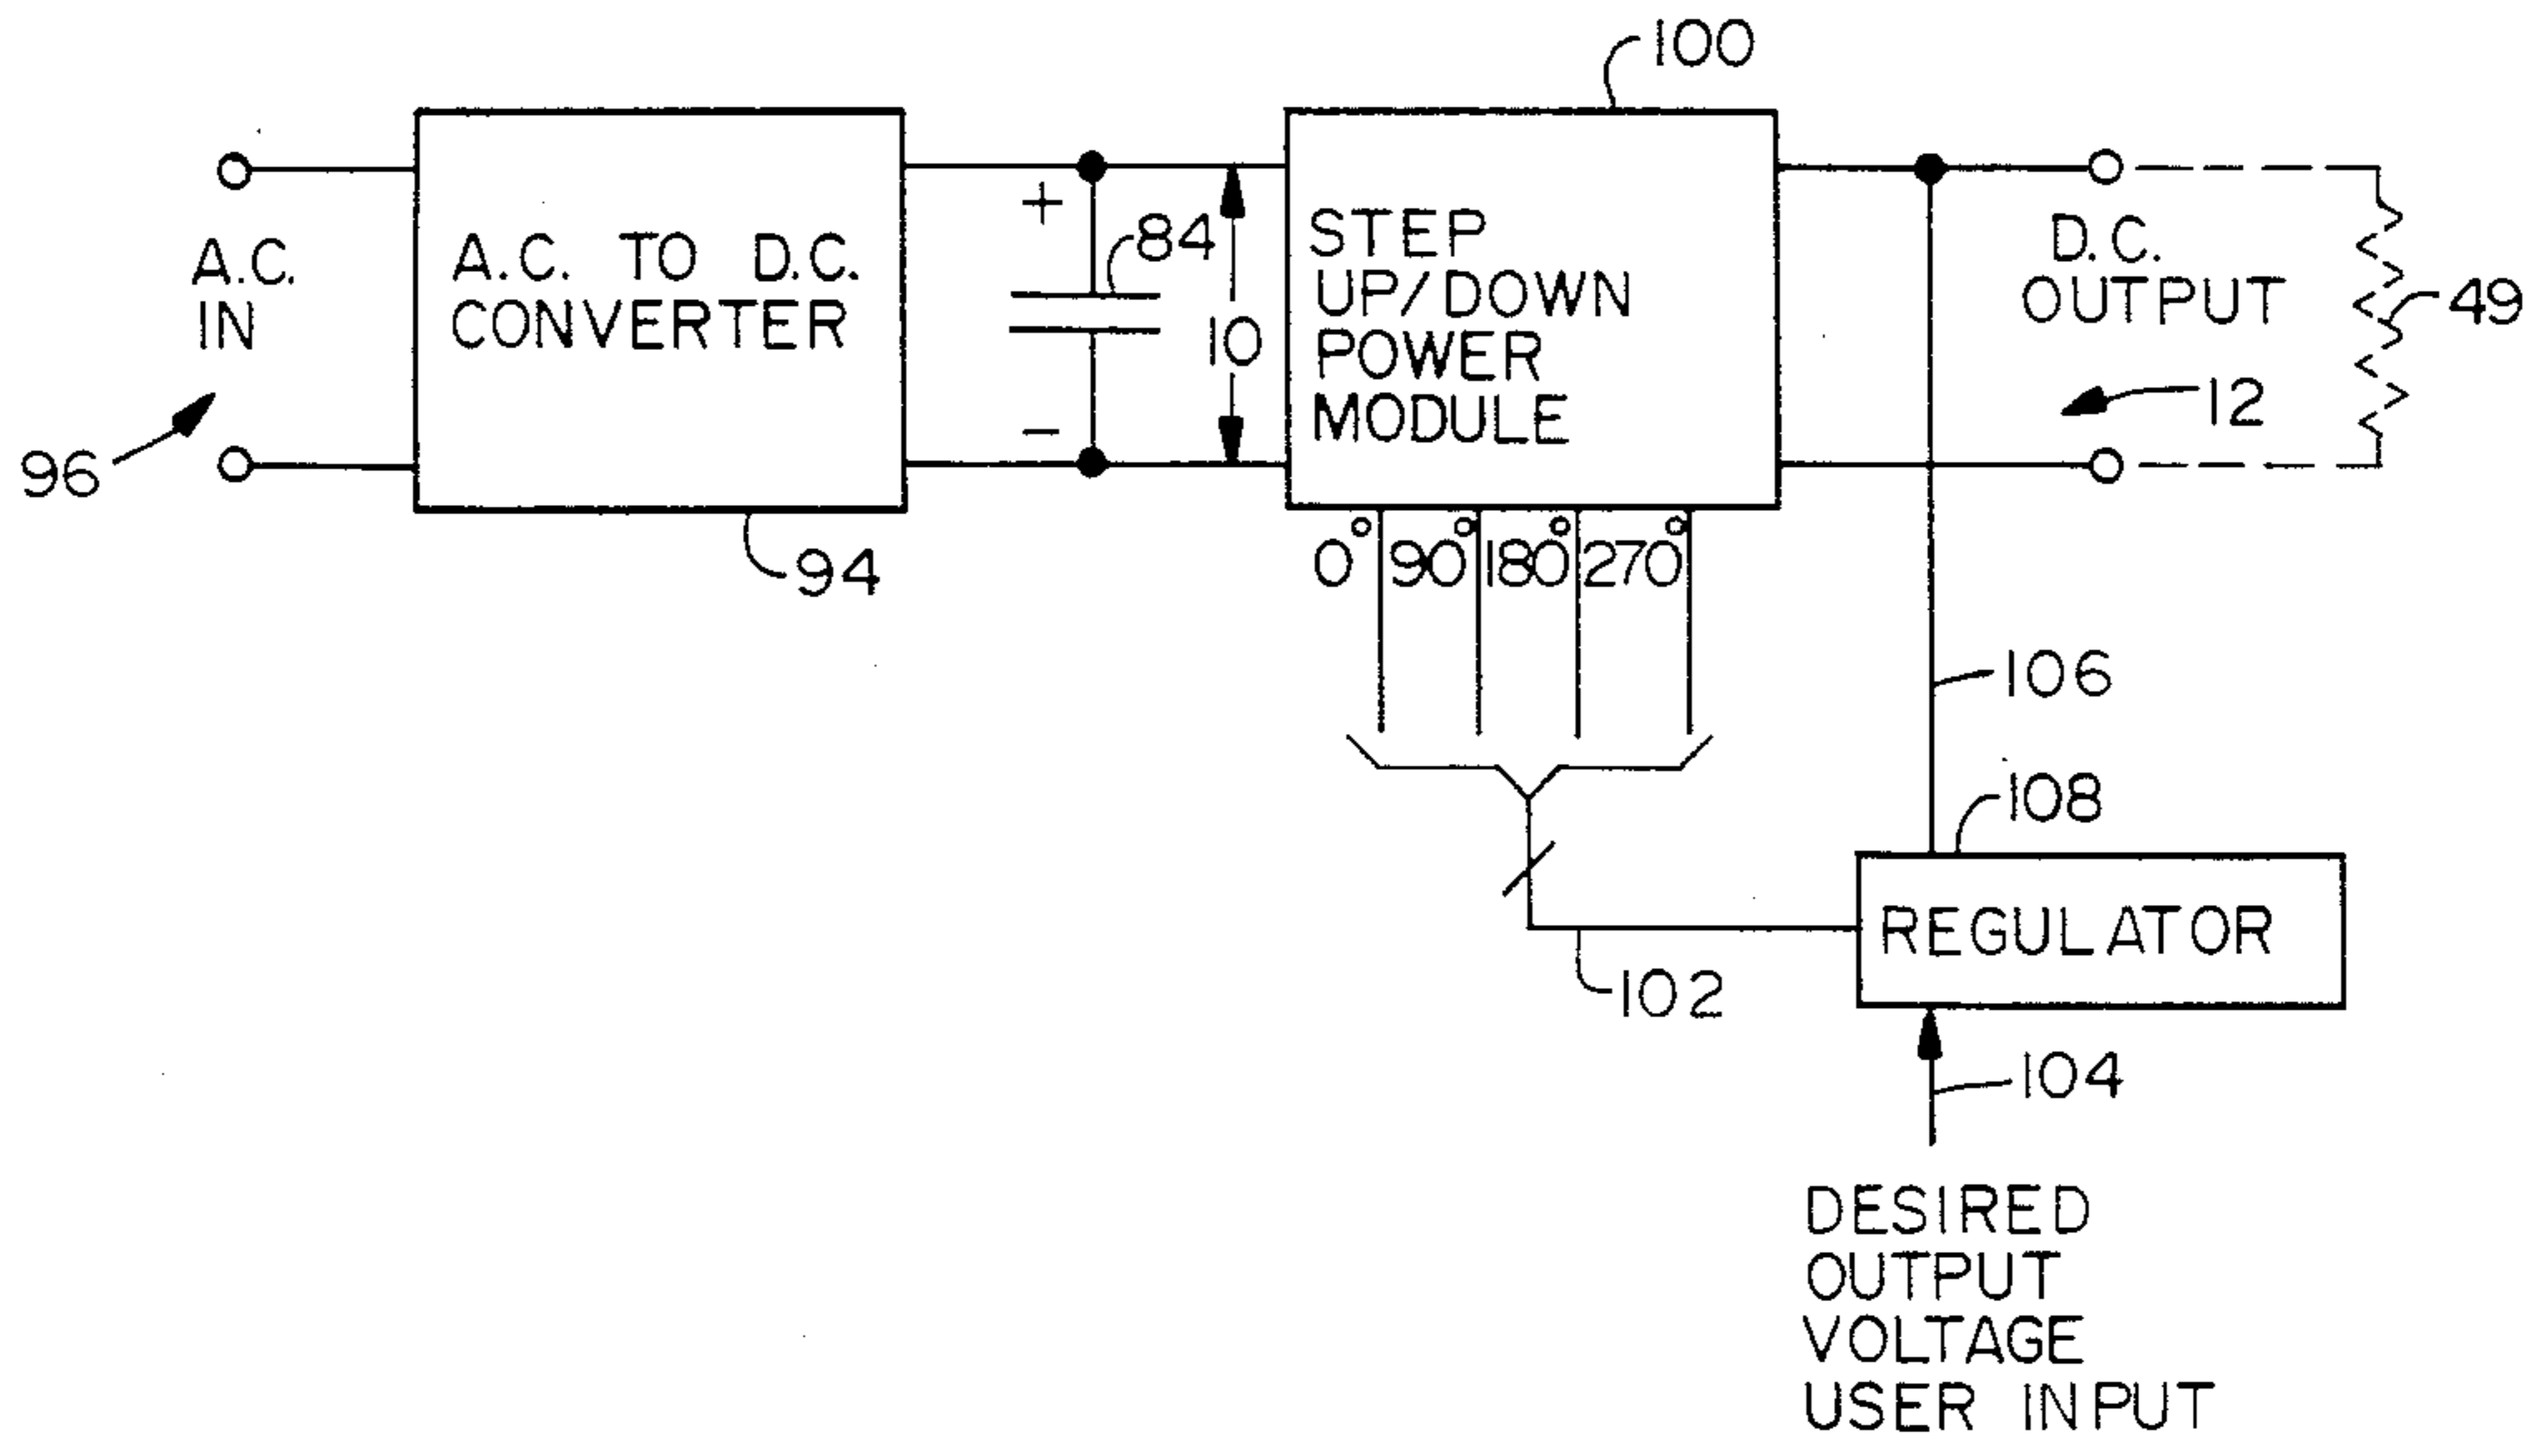 100
A.C.
IN
96
A.C. TO D.C.
CONVERTER
94
+
84
−
10
STEP
UP/DOWN
POWER
MODULE
D.C.
OUTPUT
49
12
0° 90° 180° 270°
106
108
REGULATOR
102
104
DESIRED
OUTPUT
VOLTAGE
USER INPUT